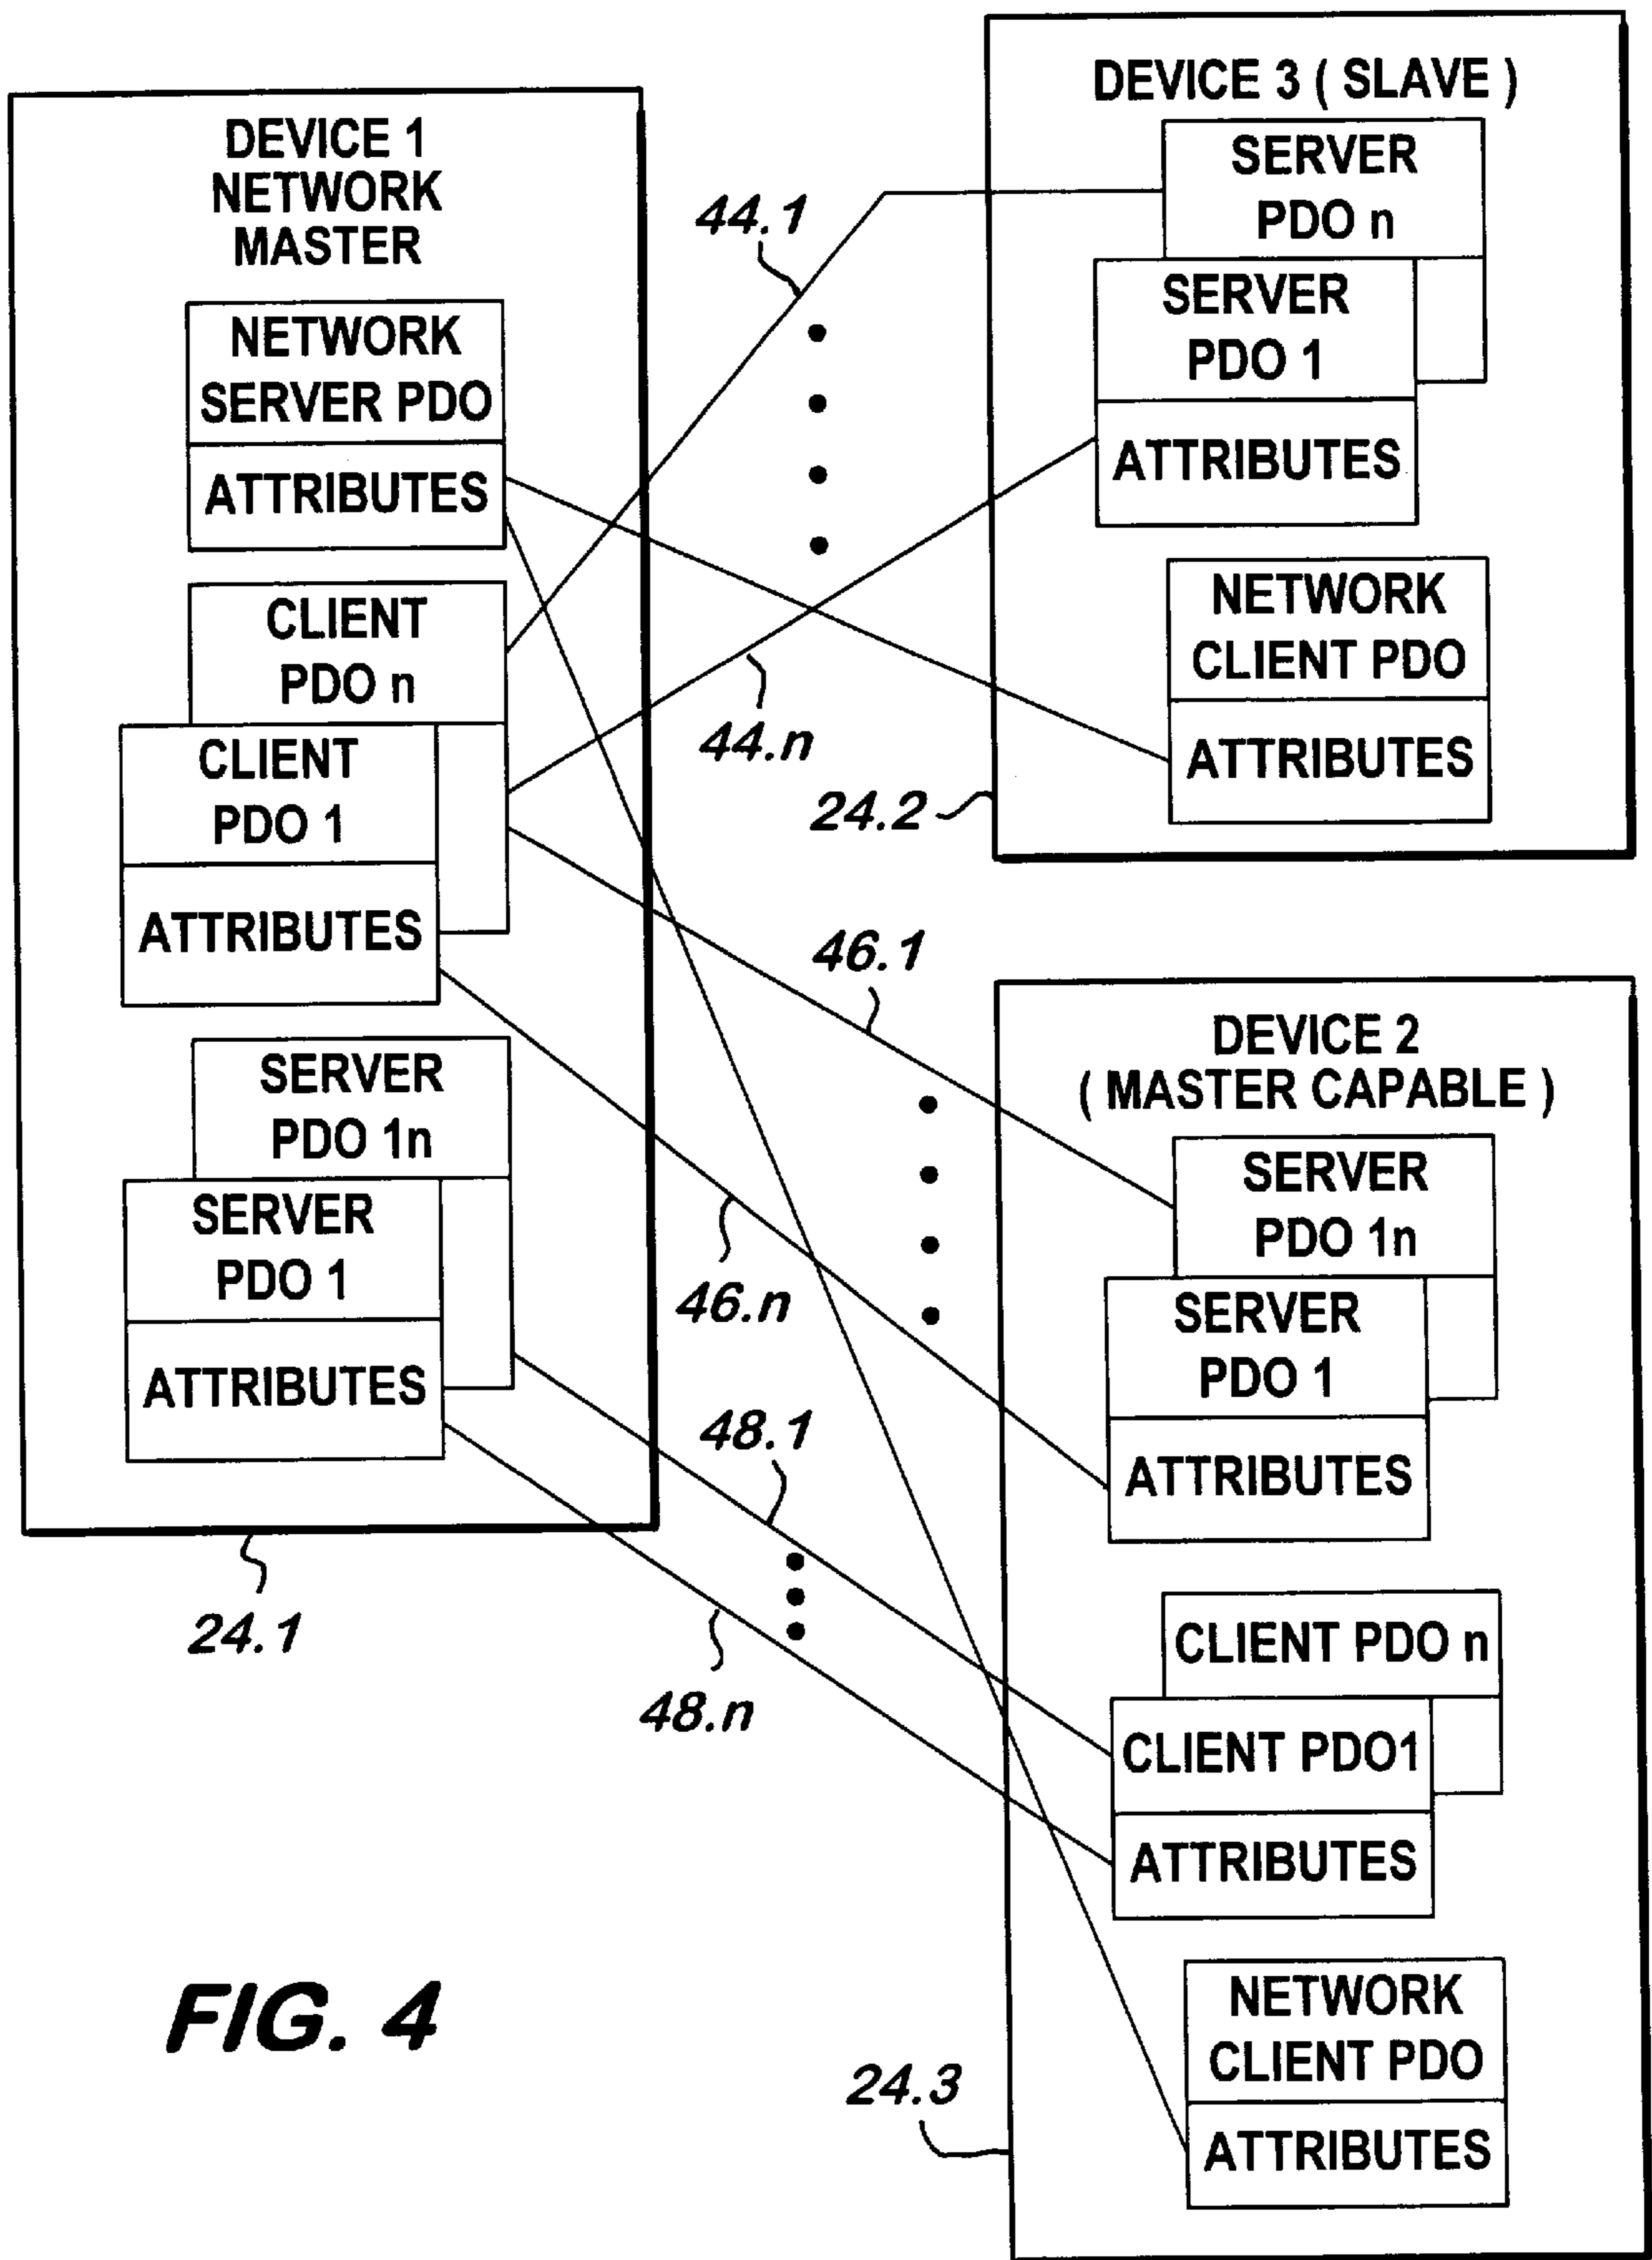 DEVICE 1
NETWORK
MASTER
NETWORK
SERVER PDO
ATTRIBUTES
CLIENT
PDO n
CLIENT
PDO 1
ATTRIBUTES
SERVER
PDO 1n
SERVER
PDO 1
ATTRIBUTES
24.1
44.1
44.n
46.1
46.n
48.1
48.n
DEVICE 3 ( SLAVE )
SERVER
PDO n
SERVER
PDO 1
ATTRIBUTES
NETWORK
CLIENT PDO
ATTRIBUTES
24.2
DEVICE 2
( MASTER CAPABLE )
SERVER
PDO 1n
SERVER
PDO 1
ATTRIBUTES
CLIENT PDO n
CLIENT PDO1
ATTRIBUTES
NETWORK
CLIENT PDO
ATTRIBUTES
24.3
FIG. 4